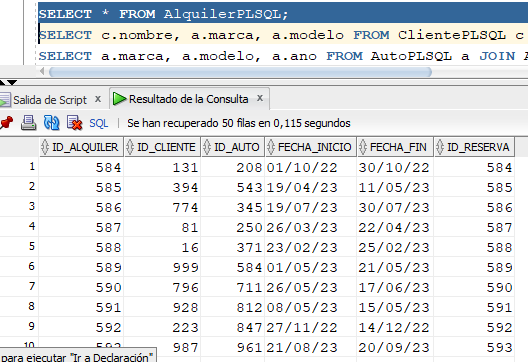 SELECT * FROM AlquilerPLSQL;
SELECT c.nombre, a.marca, a.modelo FROM ClientePLSQL c
SELECT a.marca, a.modelo, a.ano FROM AutoPLSQL a JOIN A
Salida de Script x Resultado de la Consulta x
SQL | Se han recuperado 50 filas en 0,115 segundos
ID_ALQUILER ID_CLIENTE ID_AUTO FECHA_INICIO FECHA_FIN ID_RESERVA
1 584 131 208 01/10/22 30/10/22 584
2 585 394 543 19/04/23 11/05/23 585
3 586 774 345 19/07/23 30/07/23 586
4 587 81 250 26/03/23 22/04/23 587
5 588 16 371 23/02/23 25/02/23 588
6 589 999 584 01/05/23 21/05/23 589
7 590 796 711 26/05/23 17/06/23 590
8 591 928 812 08/05/23 15/05/23 591
9 592 223 847 27/11/22 14/12/22 592
10 593 987 961 21/08/23 20/09/23 593
para ejecutar "Ir a Declaración"